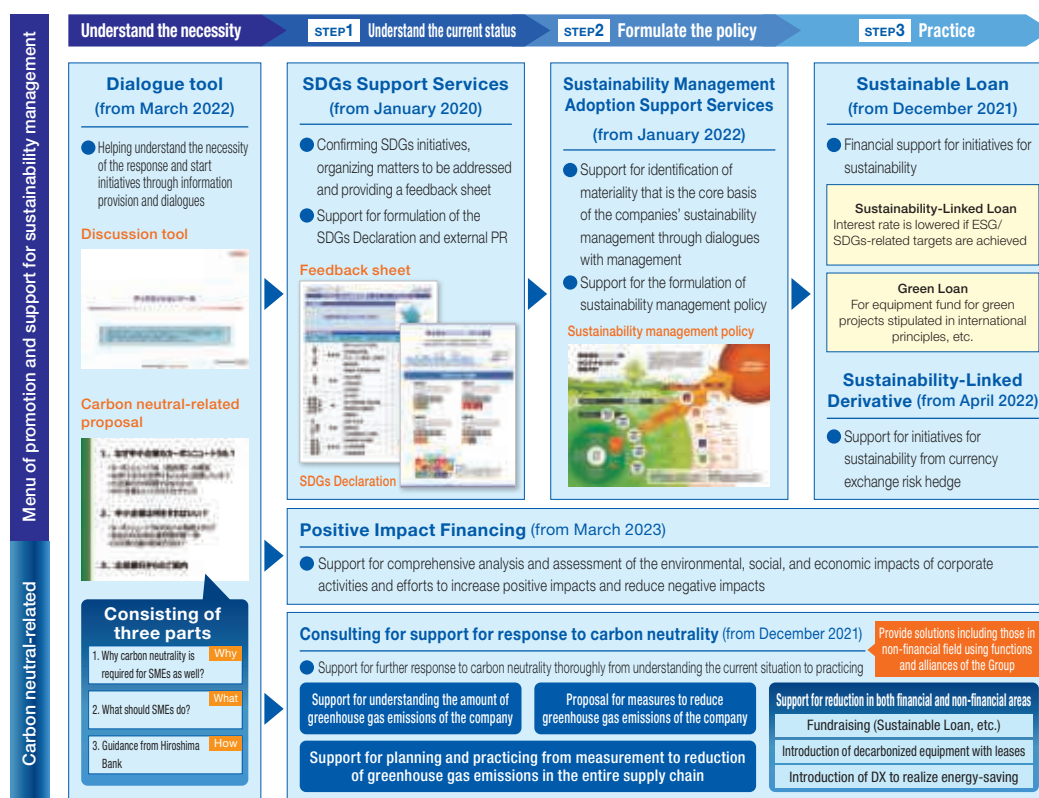 Menu of promotion and support for sustainability management
Carbon neutral-related
Understand the necessity
STEP1 Understand the current status
STEP2 Formulate the policy
STEP3 Practice
Dialogue tool
(from March 2022)
Helping understand the necessity
of the response and start
initiatives through information
provision and dialogues
Discussion tool
ディスカッションツール
Carbon neutral-related
proposal
Consisting of
three parts
1. Why carbon neutrality is
required for SMEs as well?
Why
2. What should SMEs do?
What
3. Guidance from Hiroshima
Bank
How
SDGs Support Services
(from January 2020)
Confirming SDGs initiatives,
organizing matters to be addressed
and providing a feedback sheet
Support for formulation of the
SDGs Declaration and external PR
Feedback sheet
SDGs Declaration
Sustainability Management
Adoption Support Services
(from January 2022)
Support for identification of
materiality that is the core basis
of the companies' sustainability
management through dialogues
with management
Support for the formulation of
sustainability management policy
Sustainability management policy
Sustainable Loan
(from December 2021)
Financial support for initiatives for
sustainability
Sustainability-Linked Loan
Interest rate is lowered if ESG/
SDGs-related targets are achieved
Green Loan
For equipment fund for green
projects stipulated in international
principles, etc.
Sustainability-Linked
Derivative (from April 2022)
Support for initiatives for
sustainability from currency
exchange risk hedge
Positive Impact Financing (from March 2023)
Support for comprehensive analysis and assessment of the environmental, social, and economic impacts of corporate
activities and efforts to increase positive impacts and reduce negative impacts
Consulting for support for response to carbon neutrality (from December 2021)
Support for further response to carbon neutrality thoroughly from understanding the current situation to practicing
Provide solutions including those in
non-financial field using functions
and alliances of the Group
Support for understanding the amount of
greenhouse gas emissions of the company
Proposal for measures to reduce
greenhouse gas emissions of the company
Support for planning and practicing from measurement to reduction
of greenhouse gas emissions in the entire supply chain
Support for reduction in both financial and non-financial areas
Fundraising (Sustainable Loan, etc.)
Introduction of decarbonized equipment with leases
Introduction of DX to realize energy-saving